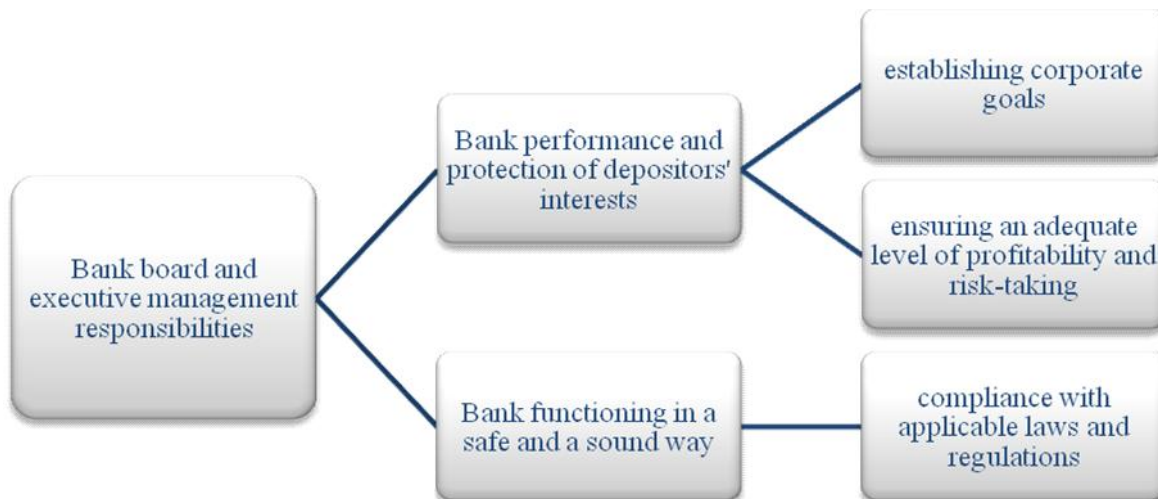 Bank board and
executive management
responsibilities
Bank performance and
protection of depositors'
interests
Bank functioning in a
safe and a sound way
establishing corporate
goals
ensuring an adequate
level of profitability and
risk-taking
compliance with
applicable laws and
regulations